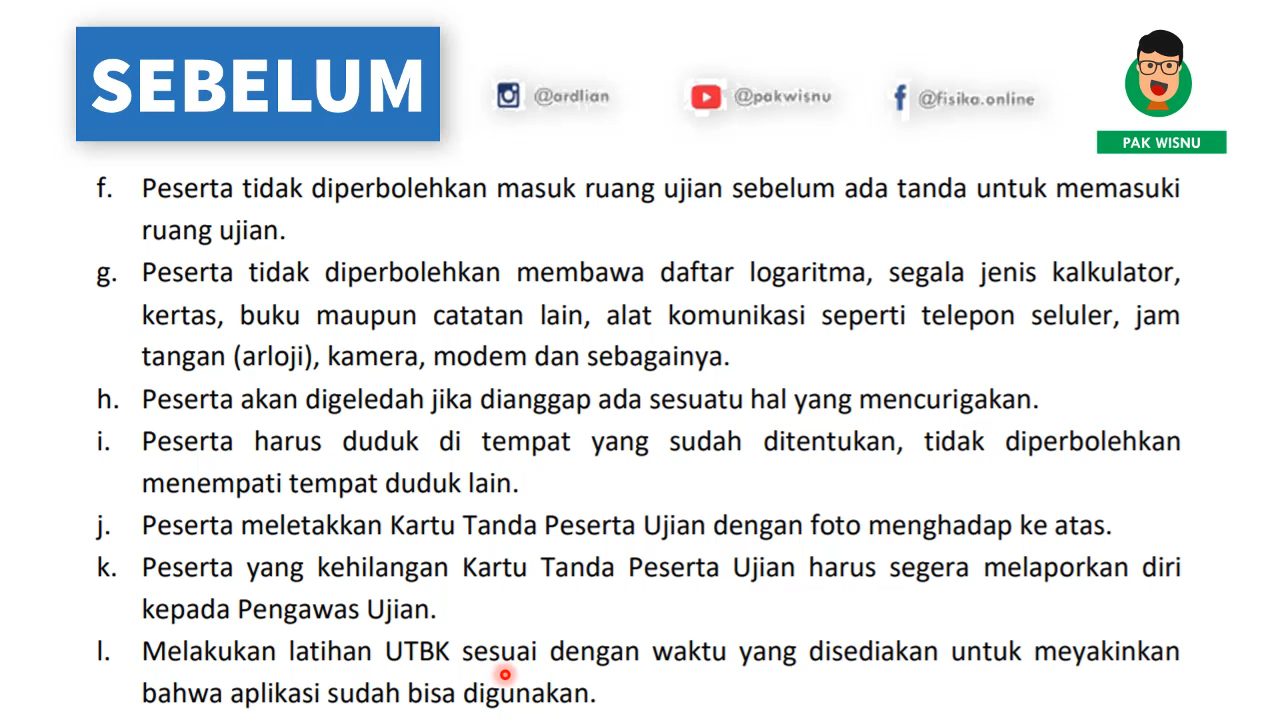 SEBELUM
@ardlian
@pakwisnu
@fisika.online
PAK WISNU
f. Peserta tidak diperbolehkan masuk ruang ujian sebelum ada tanda untuk memasuki
ruang ujian.
g. Peserta tidak diperbolehkan membawa daftar logaritma, segala jenis kalkulator,
kertas, buku maupun catatan lain, alat komunikasi seperti telepon seluler, jam
tangan (arloji), kamera, modem dan sebagainya.
h. Peserta akan digeledah jika dianggap ada sesuatu hal yang mencurigakan.
i. Peserta harus duduk di tempat yang sudah ditentukan, tidak diperbolehkan
menempati tempat duduk lain.
j. Peserta meletakkan Kartu Tanda Peserta Ujian dengan foto menghadap ke atas.
k. Peserta yang kehilangan Kartu Tanda Peserta Ujian harus segera melaporkan diri
kepada Pengawas Ujian.
l. Melakukan latihan UTBK sesuai dengan waktu yang disediakan untuk meyakinkan
bahwa aplikasi sudah bisa digunakan.